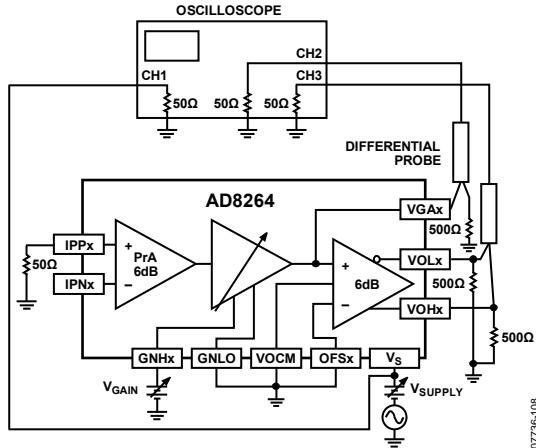 OSCILLOSCOPE
CH1
CH2
CH3
50Ω
50Ω
50Ω
DIFFERENTIAL
PROBE
AD8264
IPPx
IPNx
50Ω
+
PrA
6dB
–
+
6dB
–
VGAx
VOLx
VOHx
500Ω
500Ω
500Ω
GNHx
GNLO
VOCM
OFSx
VS
VGAIN
VSUPPLY
07736-108